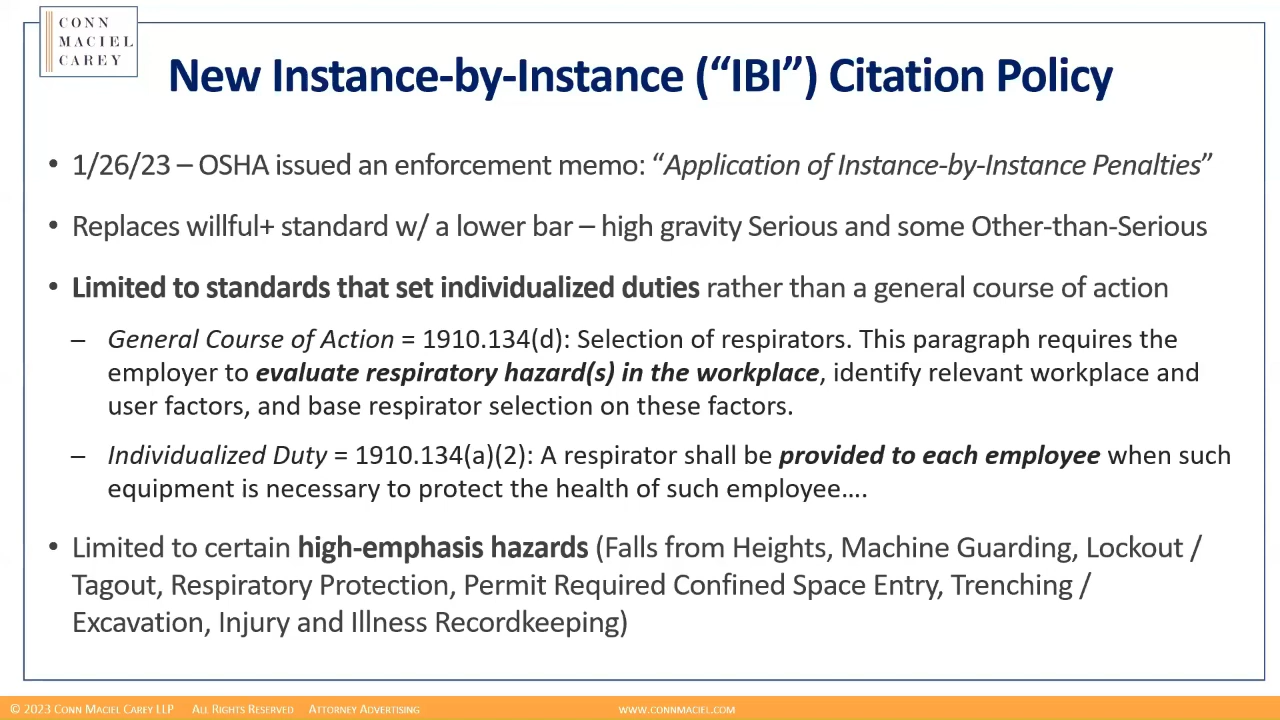 CONN
MACIEL
CAREY
New Instance-by-Instance (“IBI”) Citation Policy
• 1/26/23 – OSHA issued an enforcement memo: “Application of Instance-by-Instance Penalties”
• Replaces willful+ standard w/ a lower bar – high gravity Serious and some Other-than-Serious
• Limited to standards that set individualized duties rather than a general course of action
– General Course of Action = 1910.134(d): Selection of respirators. This paragraph requires the
employer to evaluate respiratory hazard(s) in the workplace, identify relevant workplace and
user factors, and base respirator selection on these factors.
– Individualized Duty = 1910.134(a)(2): A respirator shall be provided to each employee when such
equipment is necessary to protect the health of such employee….
• Limited to certain high-emphasis hazards (Falls from Heights, Machine Guarding, Lockout /
Tagout, Respiratory Protection, Permit Required Confined Space Entry, Trenching /
Excavation, Injury and Illness Recordkeeping)
© 2023 CONN MACIEL CAREY LLP ALL RIGHTS RESERVED ATTORNEY ADVERTISING WWW.CONNMACIEL.COM